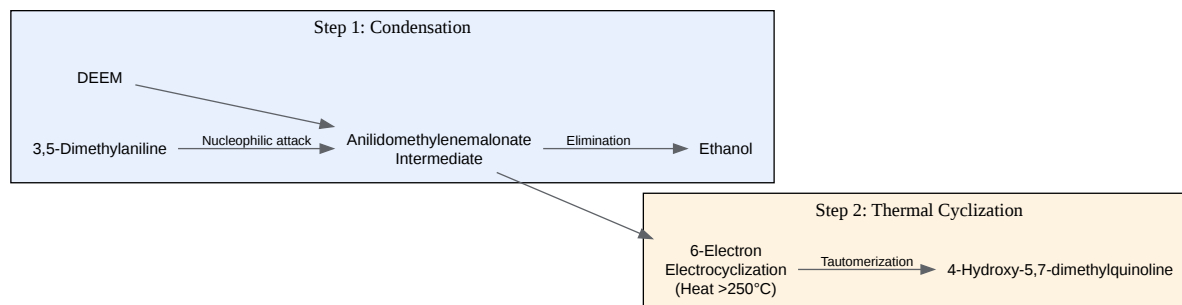 Step 1: Condensation
DEEM
3,5-Dimethylaniline
Nucleophilic attack
Anilidomethylenemalonate
Intermediate
Elimination
Ethanol
Step 2: Thermal Cyclization
6-Electron
Electrocyclization
(Heat >250°C)
Tautomerization
4-Hydroxy-5,7-dimethylquinoline